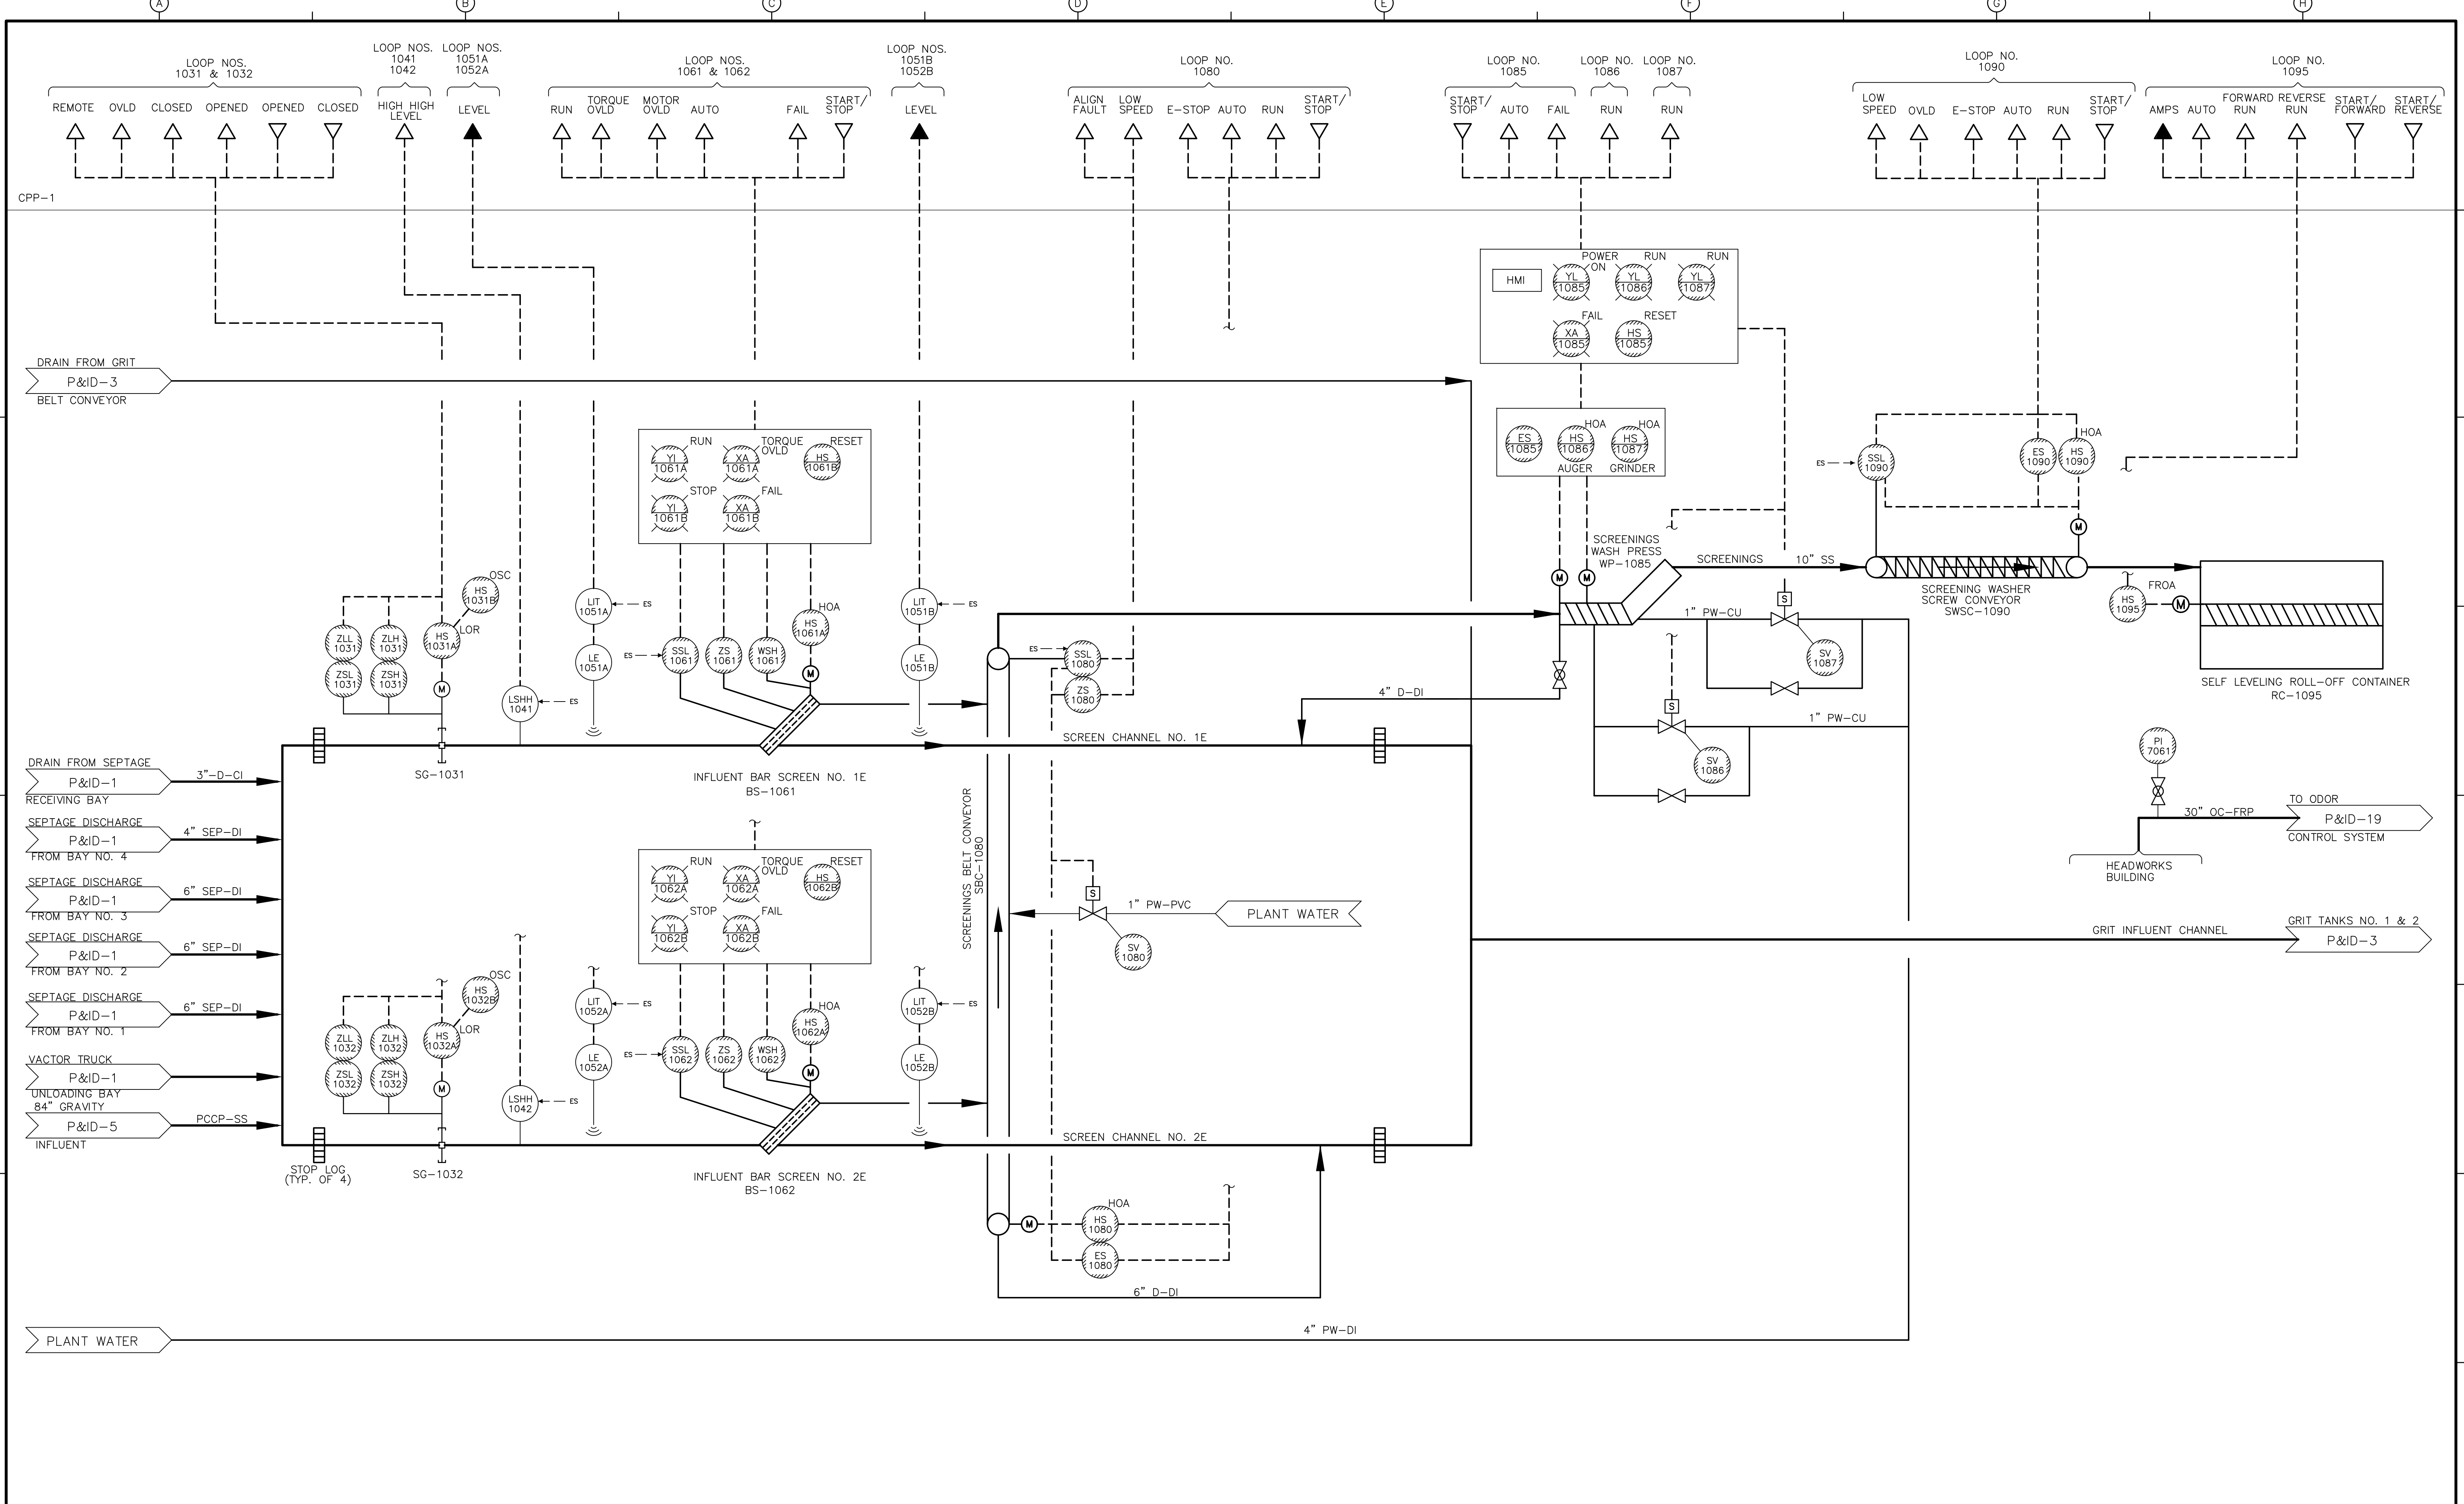 A
B
C
D
E
F
G
H
LOOP NOS.
1031 & 1032
REMOTE
OVLD
CLOSED
OPENED
OPENED
CLOSED
LOOP NOS.
1041
1042
HIGH HIGH
LEVEL
LOOP NOS.
1051A
1052A
LEVEL
LOOP NOS.
1061 & 1062
RUN
TORQUE
OVLD
MOTOR
OVLD
AUTO
FAIL
START/
STOP
LOOP NOS.
1051B
1052B
LEVEL
LOOP NO.
1080
ALIGN
FAULT
LOW
SPEED
E-STOP
AUTO
RUN
START/
STOP
LOOP NO.
1085
START/
STOP
AUTO
FAIL
LOOP NO.
1086
RUN
LOOP NO.
1087
RUN
LOOP NO.
1090
LOW
SPEED
OVLD
E-STOP
AUTO
RUN
START/
STOP
LOOP NO.
1095
AMPS
AUTO
FORWARD
RUN
REVERSE
RUN
START/
FORWARD
START/
REVERSE
CPP-1
HMI
POWER
ON
YL
1085
RUN
YL
1086
RUN
YL
1087
FAIL
XA
1085
RESET
HS
1085
DRAIN FROM GRIT
P&ID-3
BELT CONVEYOR
ES
1085
HOA
HS
1086
AUGER
HOA
HS
1087
GRINDER
RUN
YI
1061A
TORQUE
OVLD
XA
1061A
RESET
HS
1061B
STOP
YI
1061B
FAIL
XA
1061B
ES
SSL
1090
ES
1090
HOA
HS
1090
M
SCREENINGS
WASH PRESS
WP-1085
SCREENINGS
10" SS
SCREENING WASHER
SCREW CONVEYOR
SWSC-1090
HS
1095
FROA
M
SELF LEVELING ROLL-OFF CONTAINER
RC-1095
M
M
1" PW-CU
S
SV
1087
S
SV
1086
1" PW-CU
OSC
HS
1031B
LOR
HS
1031A
ZLL
1031
ZLH
1031
ZSL
1031
ZSH
1031
M
LSHH
1041
ES
LIT
1051A
ES
LE
1051A
ES
SSL
1061
ZS
1061
WSH
1061
HOA
HS
1061A
M
LIT
1051B
ES
LE
1051B
ES
SSL
1080
ZS
1080
4" D-DI
SCREEN CHANNEL NO. 1E
SG-1031
INFLUENT BAR SCREEN NO. 1E
BS-1061
PI
7061
30" OC-FRP
TO ODOR
P&ID-19
CONTROL SYSTEM
HEADWORKS
BUILDING
DRAIN FROM SEPTAGE
P&ID-1
RECEIVING BAY
3"-D-CI
SEPTAGE DISCHARGE
P&ID-1
FROM BAY NO. 4
4" SEP-DI
SEPTAGE DISCHARGE
P&ID-1
FROM BAY NO. 3
6" SEP-DI
SEPTAGE DISCHARGE
P&ID-1
FROM BAY NO. 2
6" SEP-DI
SEPTAGE DISCHARGE
P&ID-1
FROM BAY NO. 1
6" SEP-DI
VACTOR TRUCK
P&ID-1
UNLOADING BAY
84" GRAVITY
P&ID-5
INFLUENT
PCCP-SS
RUN
YI
1062A
TORQUE
OVLD
XA
1062A
RESET
HS
1062B
STOP
YI
1062B
FAIL
XA
1062B
SCREENINGS BELT CONVEYOR
SBC-1080
S
1" PW-PVC
PLANT WATER
SV
1080
GRIT INFLUENT CHANNEL
GRIT TANKS NO. 1 & 2
P&ID-3
OSC
HS
1032B
LOR
HS
1032A
ZLL
1032
ZLH
1032
ZSL
1032
ZSH
1032
M
LSHH
1042
ES
LIT
1052A
ES
LE
1052A
ES
SSL
1062
ZS
1062
WSH
1062
HOA
HS
1062A
M
LIT
1052B
ES
LE
1052B
SCREEN CHANNEL NO. 2E
STOP LOG
(TYP. OF 4)
SG-1032
INFLUENT BAR SCREEN NO. 2E
BS-1062
M
HOA
HS
1080
ES
1080
6" D-DI
PLANT WATER
4" PW-DI